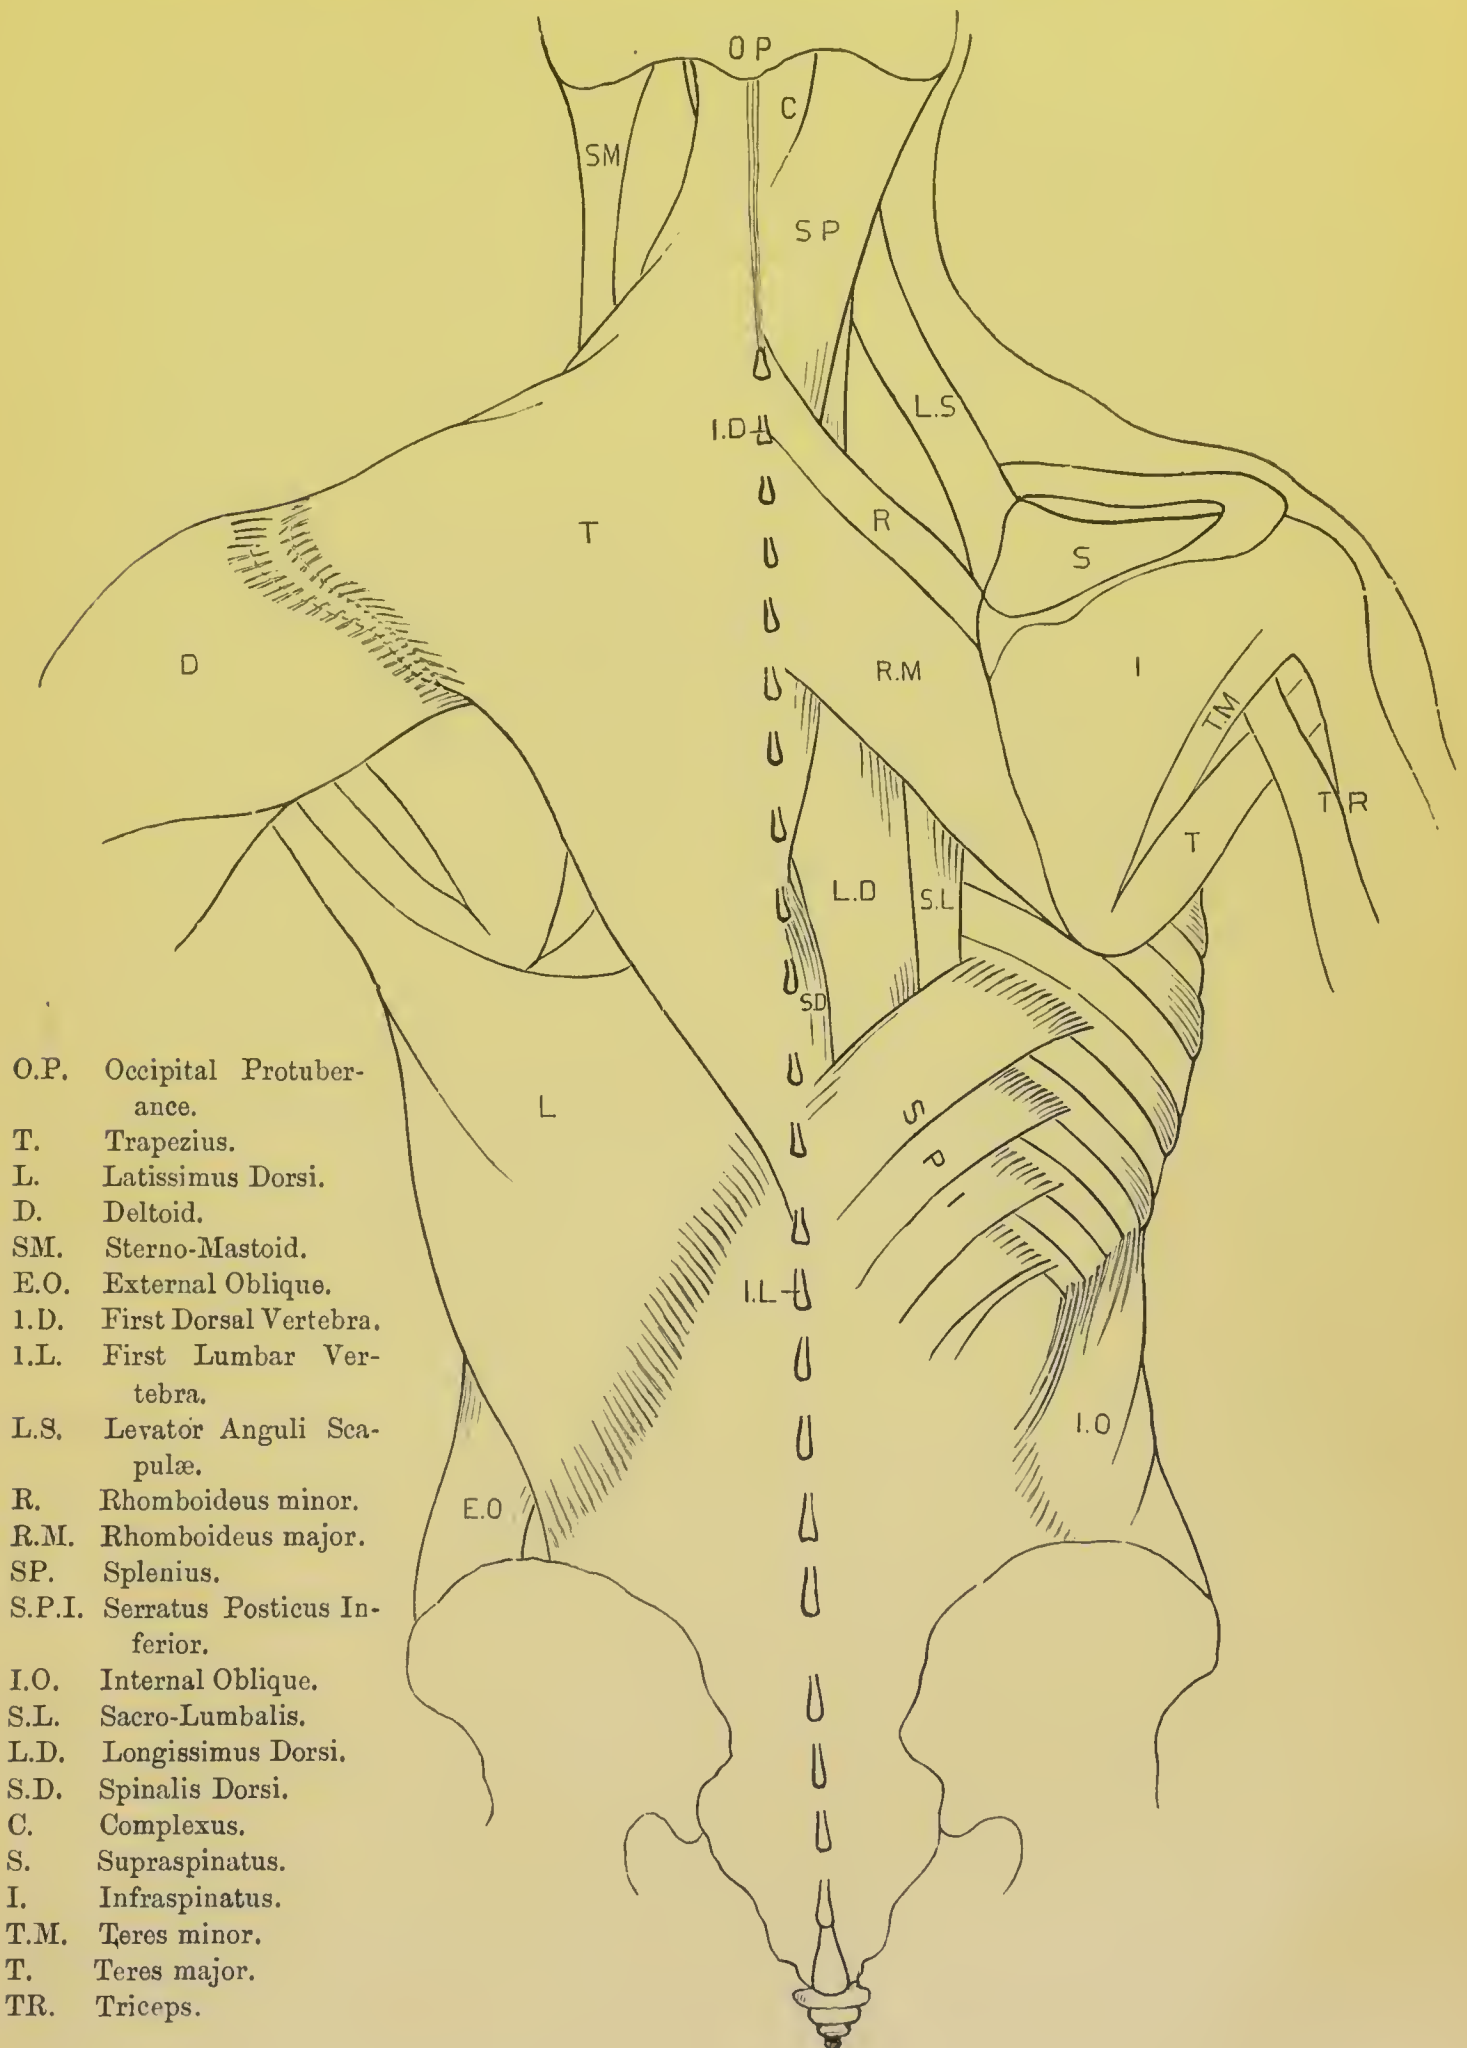 O P
C
SM
S P
L.S
1.D
R
T
S
D
R.M
I
T.M
T R
T
L.D
S.L
S.D
L
S P I
1.L
I.O
E.O
O.P. Occipital Protuber-
ance.
T. Trapezius.
L. Latissimus Dorsi.
D. Deltoid.
SM. Sterno-Mastoid.
E.O. External Oblique.
1.D. First Dorsal Vertebra.
1.L. First Lumbar Ver-
tebra.
L.S. Levator Anguli Sca-
pulæ.
R. Rhomboideus minor.
R.M. Rhomboideus major.
SP. Splenius.
S.P.I. Serratus Posticus In-
ferior.
I.O. Internal Oblique.
S.L. Sacro-Lumbalis.
L.D. Longissimus Dorsi.
S.D. Spinalis Dorsi.
C. Complexus.
S. Supraspinatus.
I. Infraspinatus.
T.M. Teres minor.
T. Teres major.
TR. Triceps.